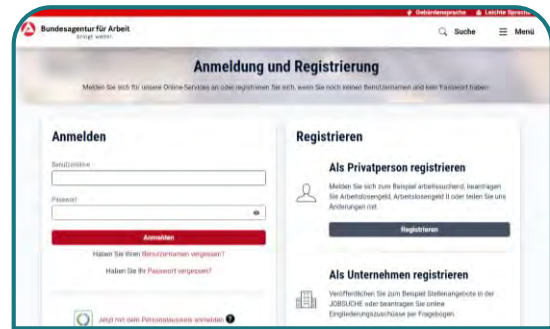 Gebärdensprache Leichte Sprache
Bundesagentur für Arbeit
bringt weiter.
Suche
Menü
Anmeldung und Registrierung
Melden Sie sich für unsere Online-Services an oder registrieren Sie sich, wenn Sie noch keinen Benutzernamen und kein Passwort haben.
Anmelden
Benutzername
Passwort
Anmelden
Haben Sie Ihren Benutzernamen vergessen?
Haben Sie Ihr Passwort vergessen?
Jetzt mit dem Personalausweis anmelden ?
Registrieren
Als Privatperson registrieren
Melden Sie sich zum Beispiel arbeitssuchend, beantragen
Sie Arbeitslosengeld, Arbeitslosengeld II oder teilen Sie uns
Änderungen mit.
Registrieren
Als Unternehmen registrieren
Veröffentlichen Sie zum Beispiel Stellenangebote in der
JOBSUCHE oder beantragen Sie online
Eingliederungszuschüsse per Fragebogen.